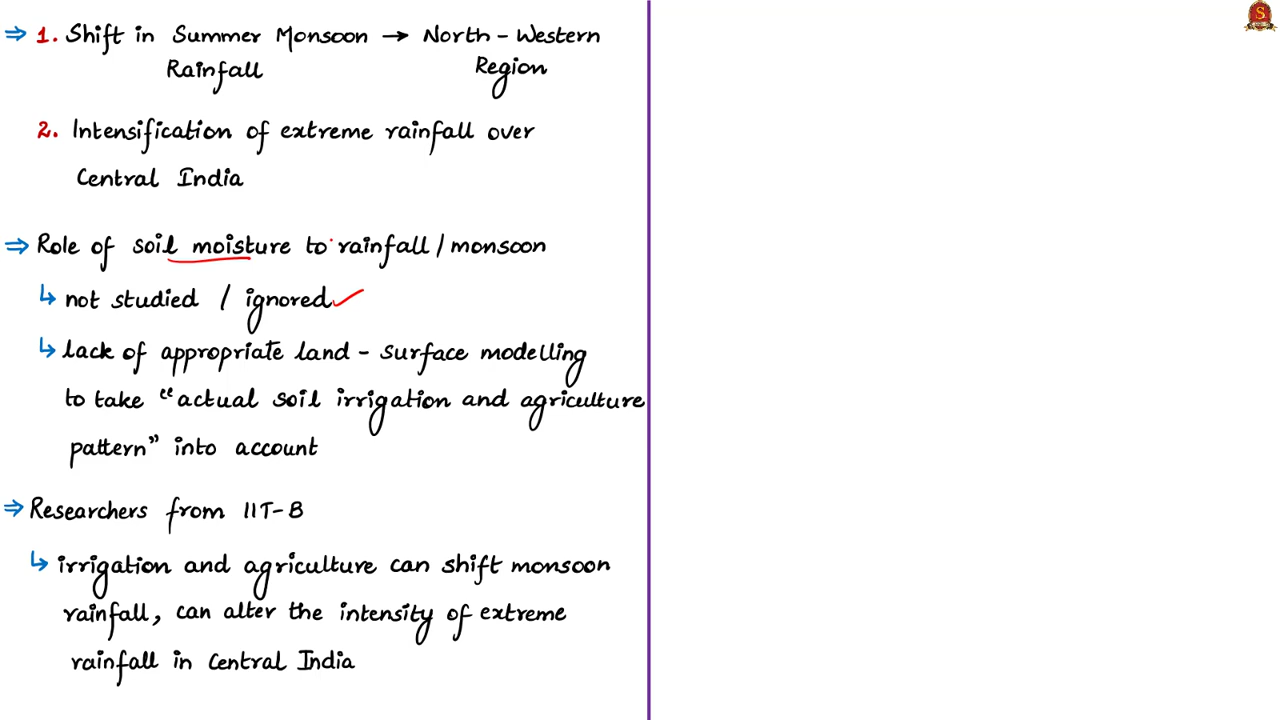 ⇒ 1. Shift in Summer Monsoon → North-Western
Rainfall Region
2. Intensification of extreme rainfall over
Central India
⇒ Role of soil moisture to rainfall / monsoon
↳ not studied / ignored ✓
↳ lack of appropriate land - surface modelling
to take "actual soil irrigation and agriculture
pattern" into account
⇒ Researchers from IIT-B
↳ irrigation and agriculture can shift monsoon
rainfall, can alter the intensity of extreme
rainfall in Central India